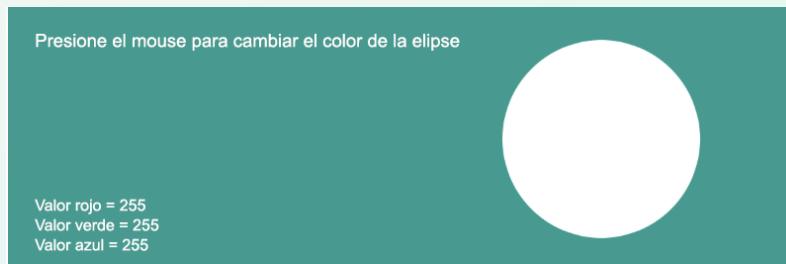 Presione el mouse para cambiar el color de la elipse
Valor rojo = 255
Valor verde = 255
Valor azul = 255